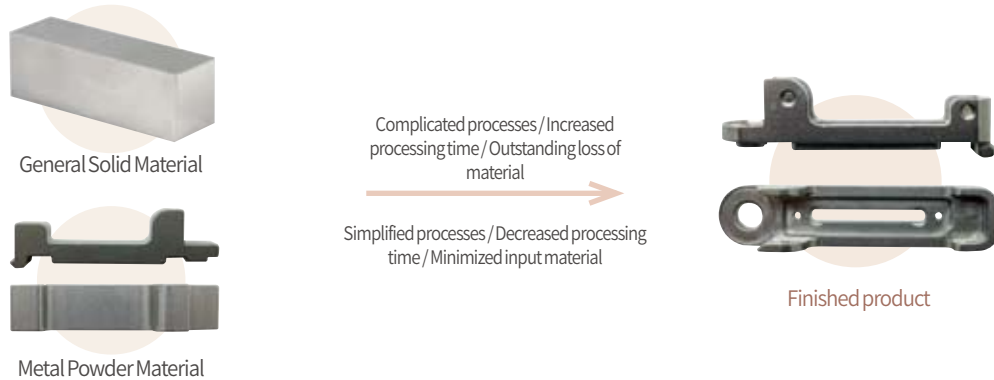 General Solid Material
Complicated processes / Increased
processing time / Outstanding loss of
material
Simplified processes / Decreased processing
time / Minimized input material
Metal Powder Material
Finished product